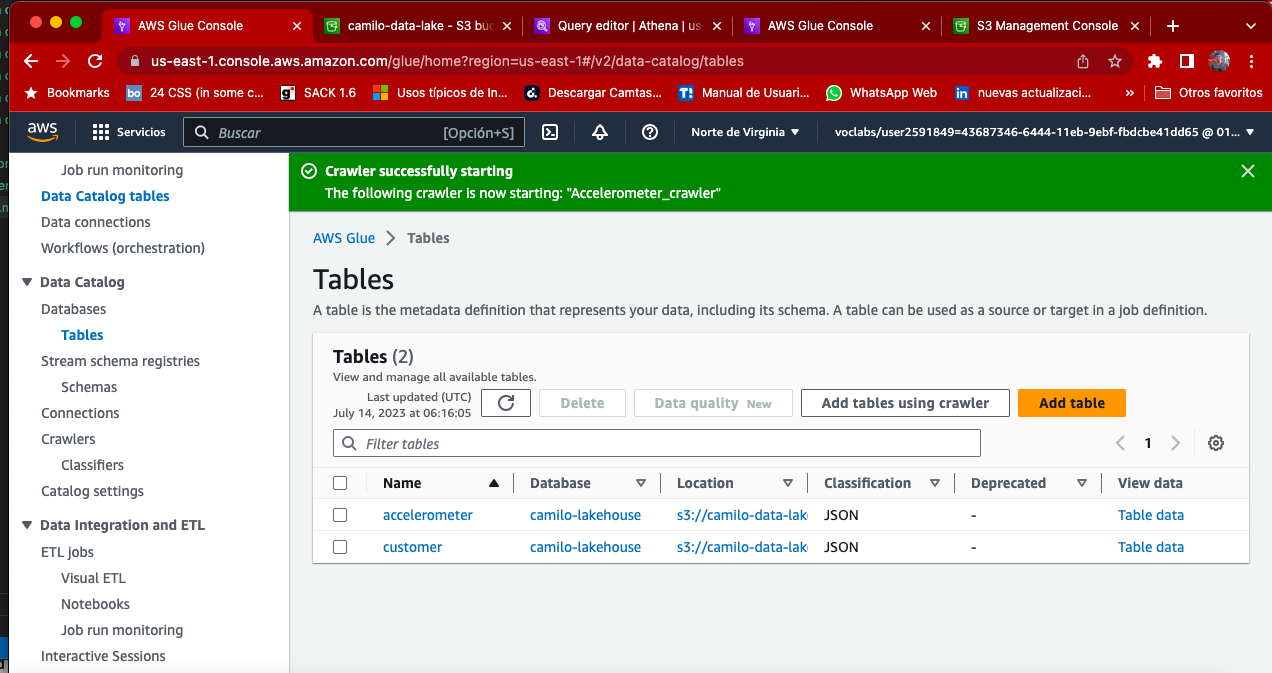 AWS Glue Console
camilo-data-lake - S3 buc
Query editor | Athena | us
AWS Glue Console
S3 Management Console
us-east-1.console.aws.amazon.com/glue/home?region=us-east-1#/v2/data-catalog/tables
Bookmarks
bo 24 CSS (in some c...
g! SACK 1.6
Usos típicos de In...
Descargar Camtas...
T! Manual de Usuari...
WhatsApp Web
in nuevas actualizaci...
»
Otros favoritos
aws
Servicios
Buscar [Opción+S]
Norte de Virginia
voclabs/user2591849=43687346-6444-11eb-9ebf-fbdcbe41dd65 @ 01...
Job run monitoring
Data Catalog tables
Data connections
Workflows (orchestration)
Data Catalog
Databases
Tables
Stream schema registries
Schemas
Connections
Crawlers
Classifiers
Catalog settings
Data Integration and ETL
ETL jobs
Visual ETL
Notebooks
Job run monitoring
Interactive Sessions
Crawler successfully starting
The following crawler is now starting: "Accelerometer_crawler"
AWS Glue > Tables
Tables
A table is the metadata definition that represents your data, including its schema. A table can be used as a source or target in a job definition.
Tables (2)
View and manage all available tables.
Last updated (UTC)
July 14, 2023 at 06:16:05
Delete
Data quality New
Add tables using crawler
Add table
Filter tables
1
Name Database Location Classification Deprecated View data
accelerometer camilo-lakehouse s3://camilo-data-lak JSON - Table data
customer camilo-lakehouse s3://camilo-data-lak JSON - Table data